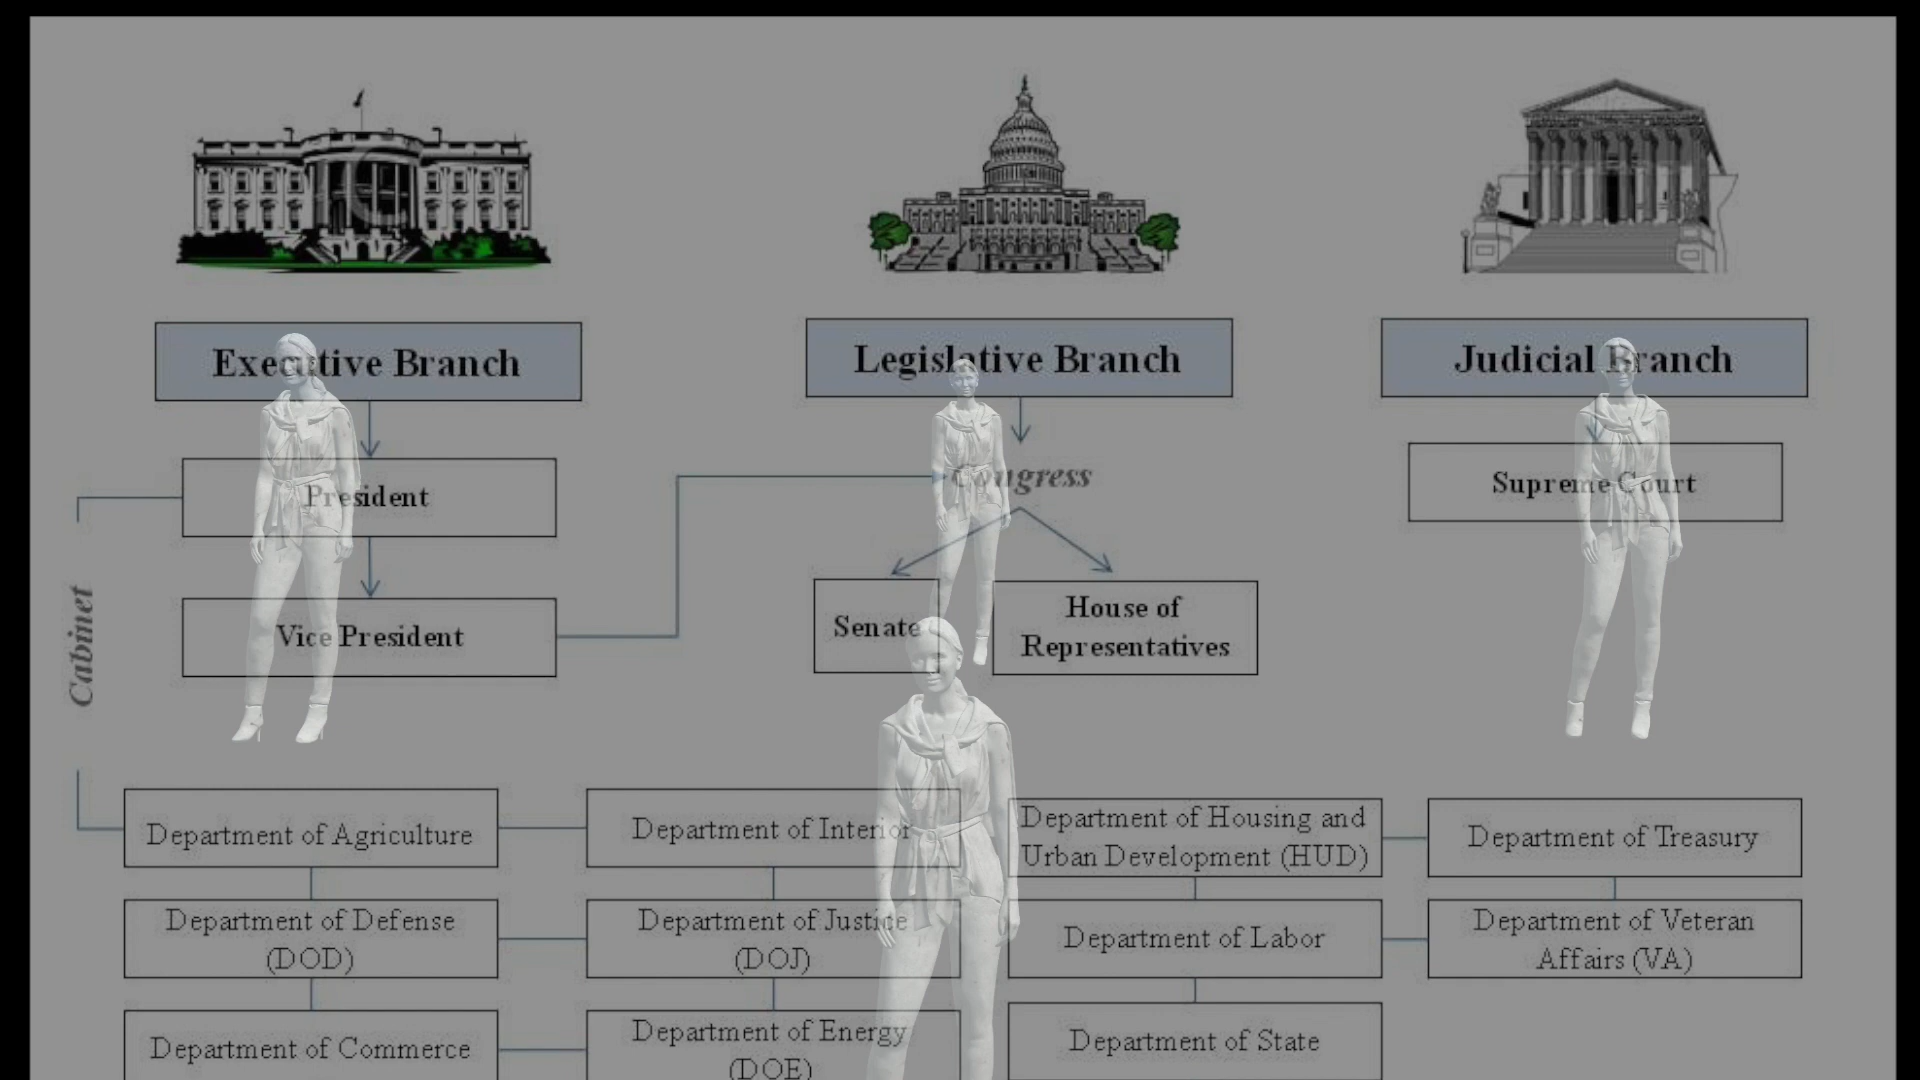 Executive Branch
Legislative Branch
Judicial Branch
President
Congress
Supreme Court
Cabinet
Vice President
Senate
House of
Representatives
Department of Agriculture
Department of Interior
Department of Housing and
Urban Development (HUD)
Department of Treasury
Department of Defense
(DOD)
Department of Justice
(DOJ)
Department of Labor
Department of Veteran
Affairs (VA)
Department of Commerce
Department of Energy
(DOE)
Department of State